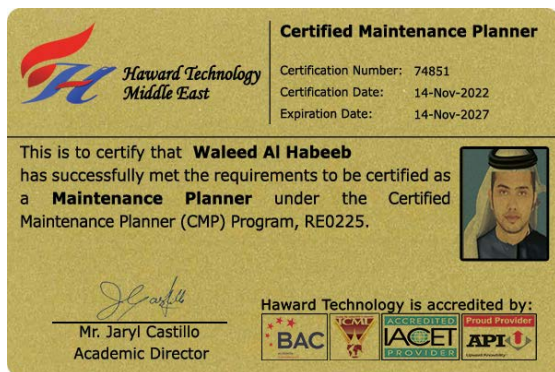 Haward Technology
Middle East
Certified Maintenance Planner
Certification Number: 74851
Certification Date: 14-Nov-2022
Expiration Date: 14-Nov-2027
This is to certify that Waleed Al Habeeb
has successfully met the requirements to be certified as
a Maintenance Planner under the Certified
Maintenance Planner (CMP) Program, RE0225.
Mr. Jaryl Castillo
Academic Director
Haward Technology is accredited by:
BAC
TCMI
ACCREDITED
IACET
PROVIDER
Proud Provider
API U